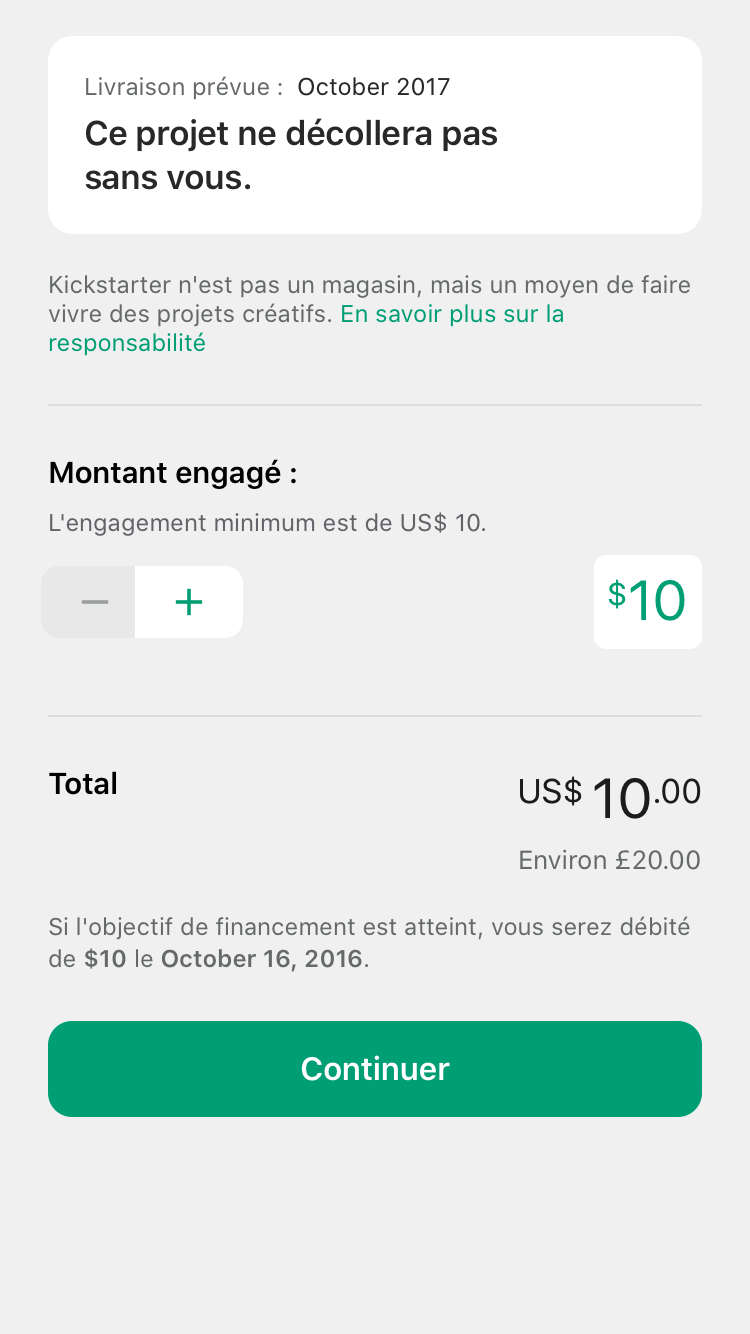 Livraison prévue : October 2017
Ce projet ne décollera pas
sans vous.
Kickstarter n'est pas un magasin, mais un moyen de faire
vivre des projets créatifs. En savoir plus sur la
responsabilité
Montant engagé :
L'engagement minimum est de US$ 10.
− + $10
Total US$ 10.00
Environ £20.00
Si l'objectif de financement est atteint, vous serez débité
de $10 le October 16, 2016.
Continuer